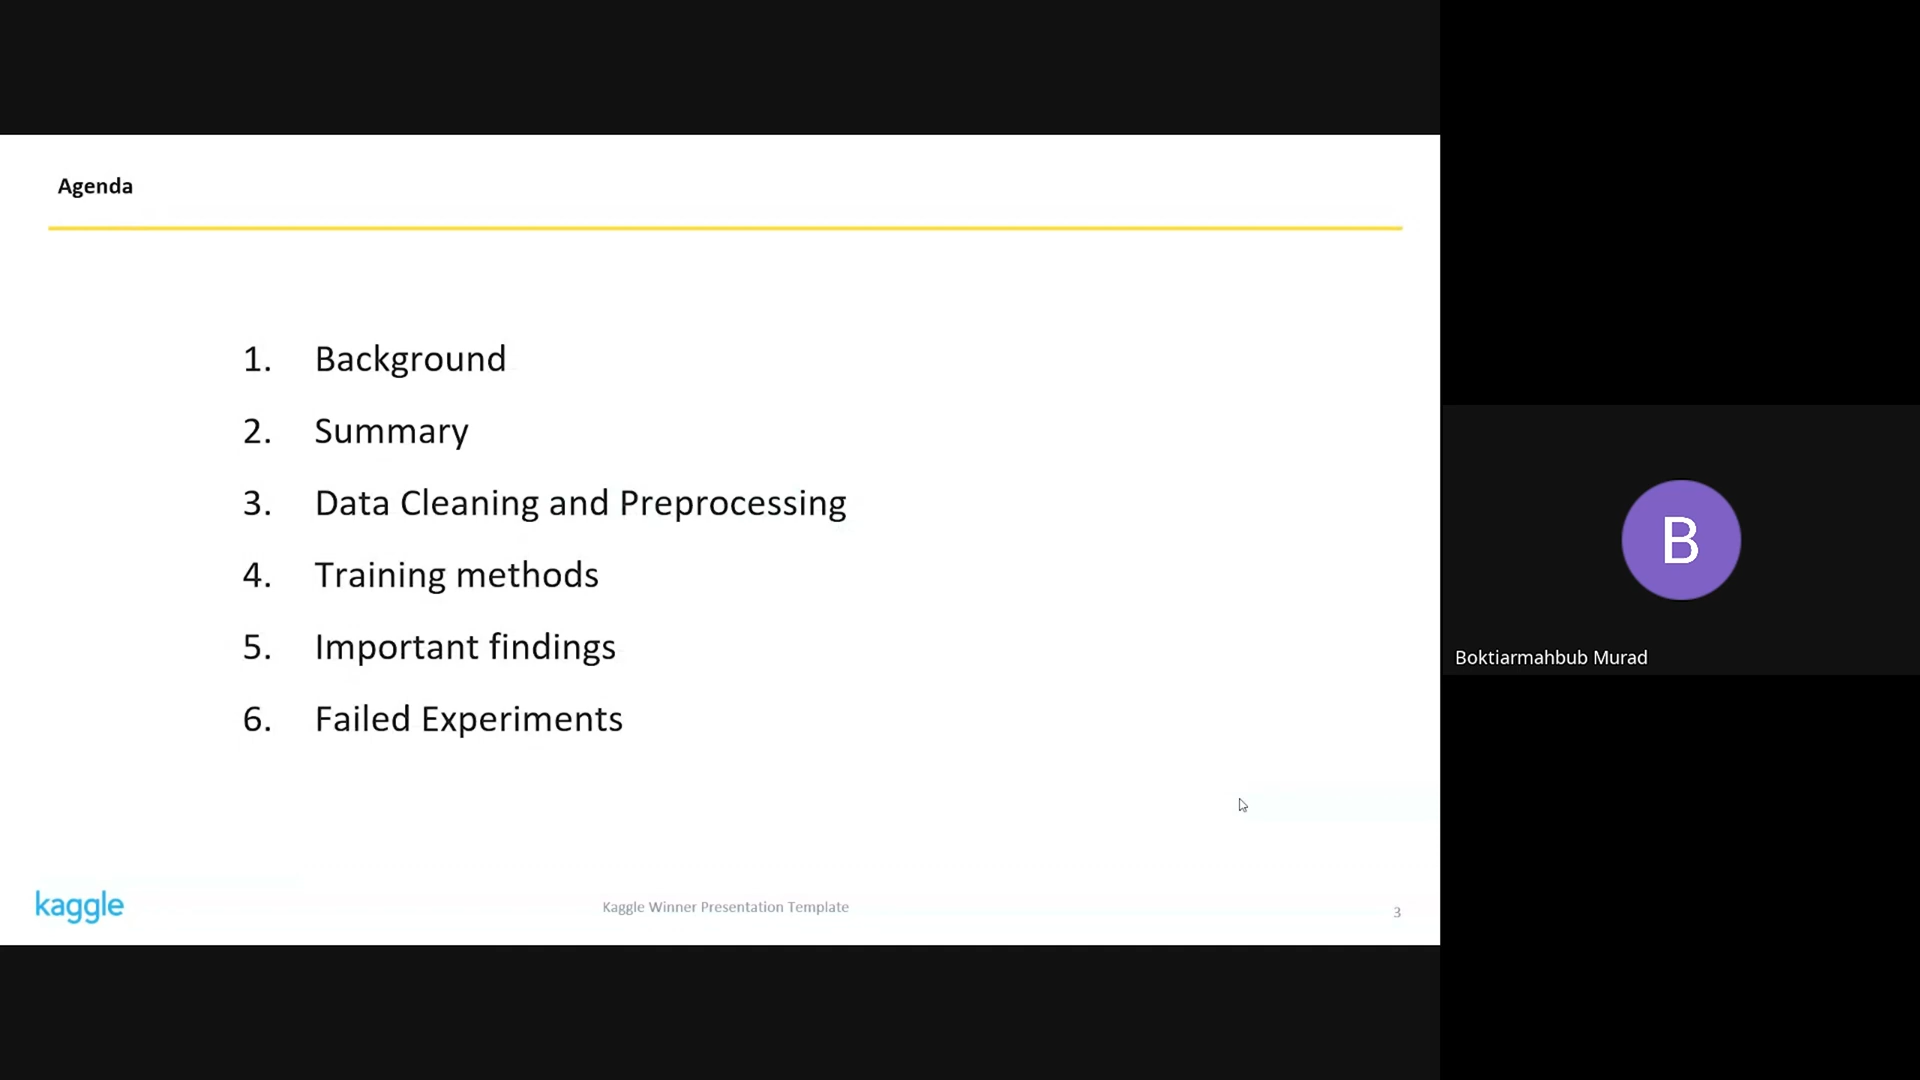 Agenda
1. Background
2. Summary
3. Data Cleaning and Preprocessing
4. Training methods
5. Important findings
6. Failed Experiments
kaggle
Kaggle Winner Presentation Template
3
B
Boktiarmahbub Murad